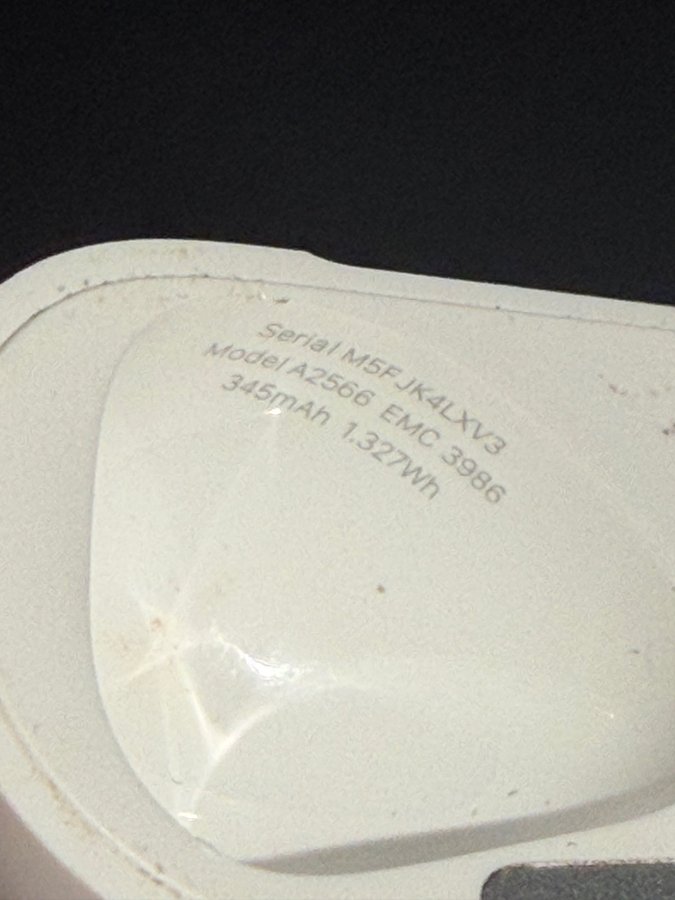 Serial M5FJK4LXV3
Model A2566 EMC 3986
345mAh 1.327Wh